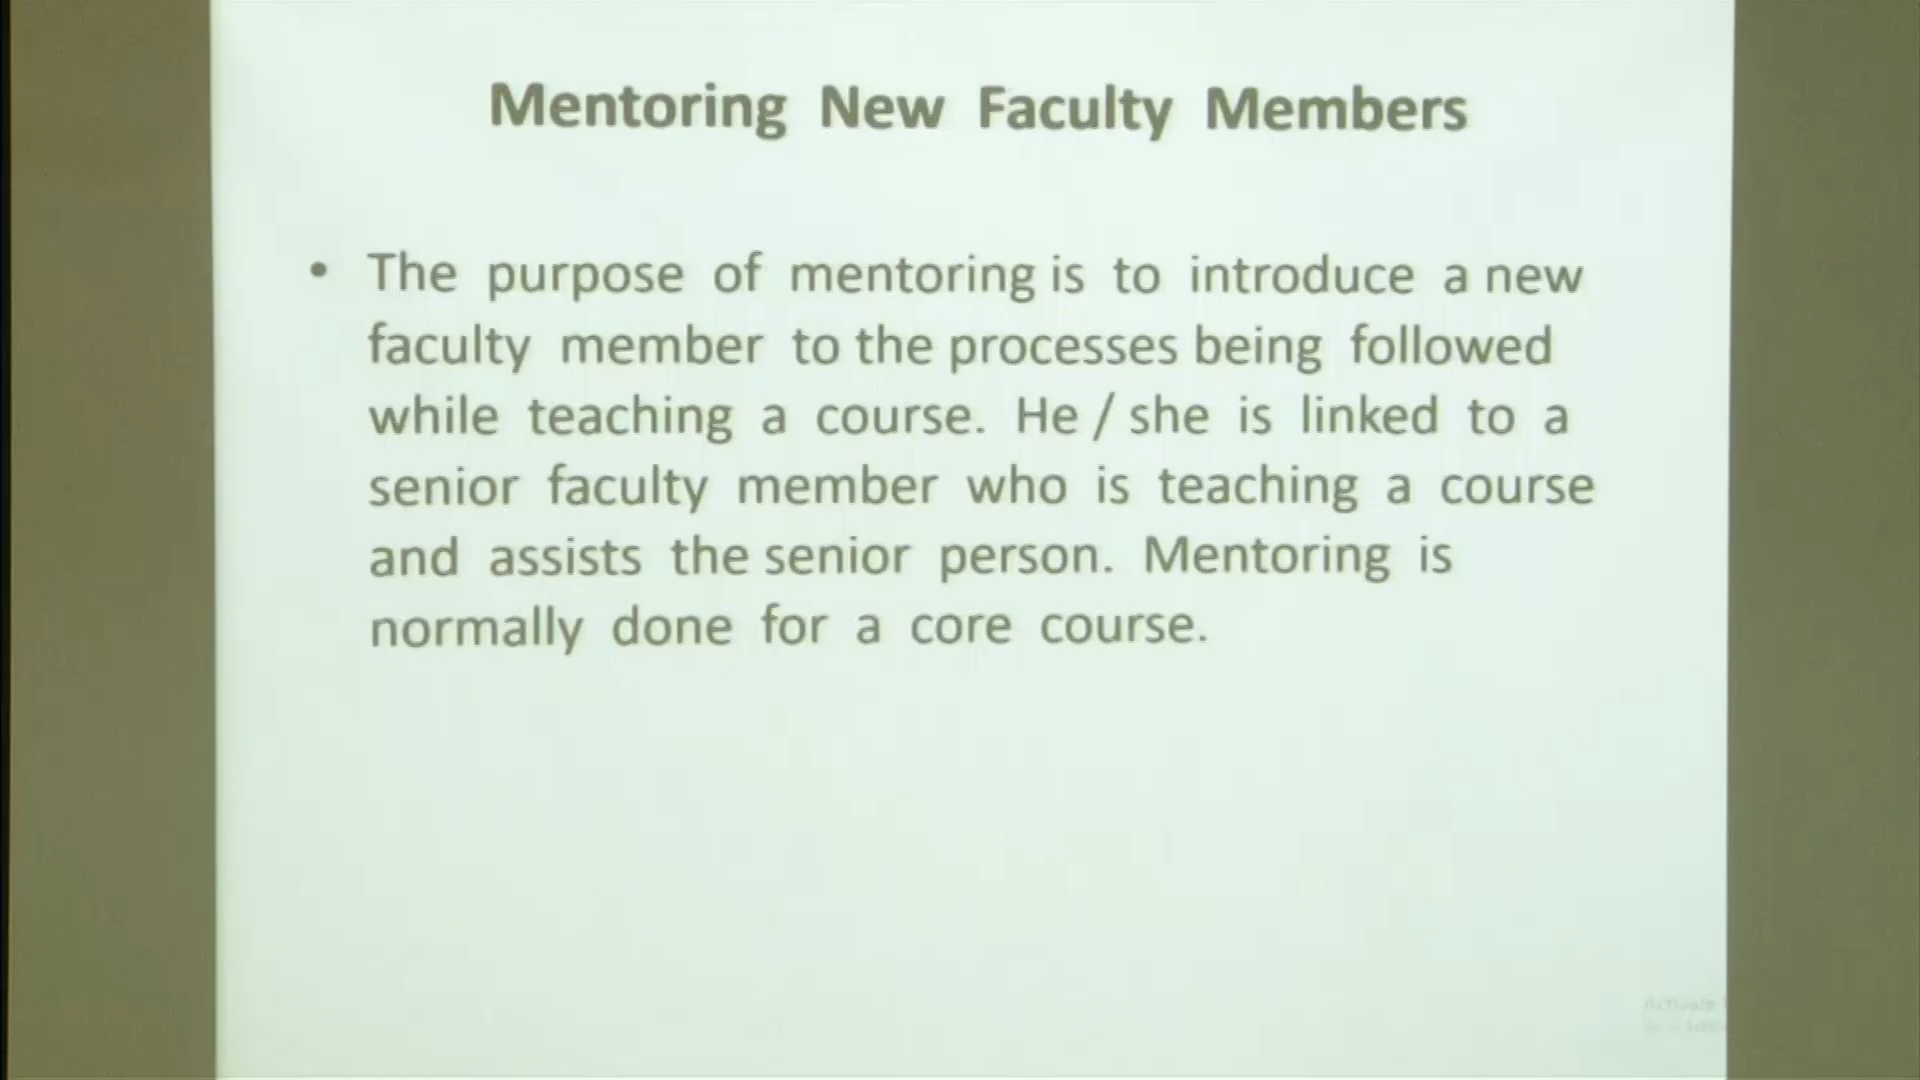 Mentoring New Faculty Members
• The purpose of mentoring is to introduce a new
faculty member to the processes being followed
while teaching a course. He / she is linked to a
senior faculty member who is teaching a course
and assists the senior person. Mentoring is
normally done for a core course.
Activate